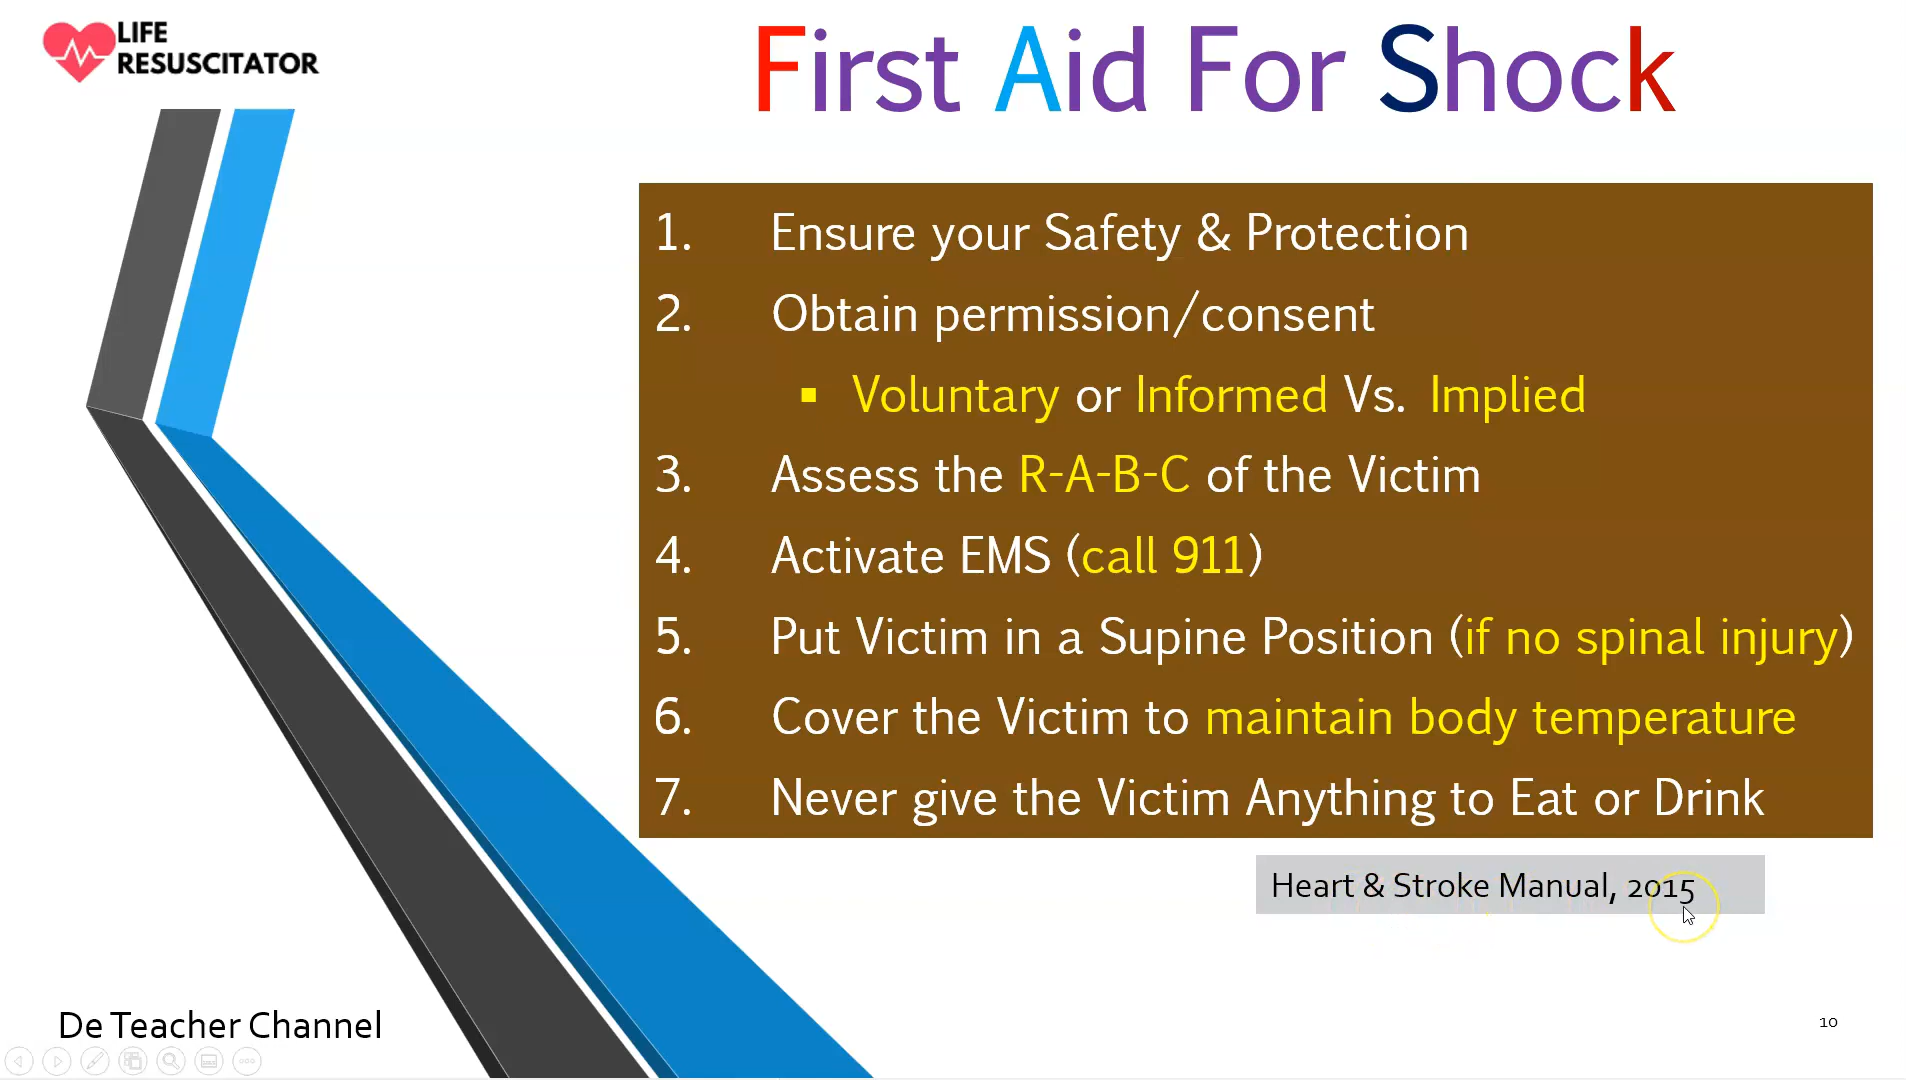 LIFE
RESUSCITATOR
First Aid For Shock
1. Ensure your Safety & Protection
2. Obtain permission/consent
▪ Voluntary or Informed Vs. Implied
3. Assess the R-A-B-C of the Victim
4. Activate EMS (call 911)
5. Put Victim in a Supine Position (if no spinal injury)
6. Cover the Victim to maintain body temperature
7. Never give the Victim Anything to Eat or Drink
Heart & Stroke Manual, 2015
De Teacher Channel
10